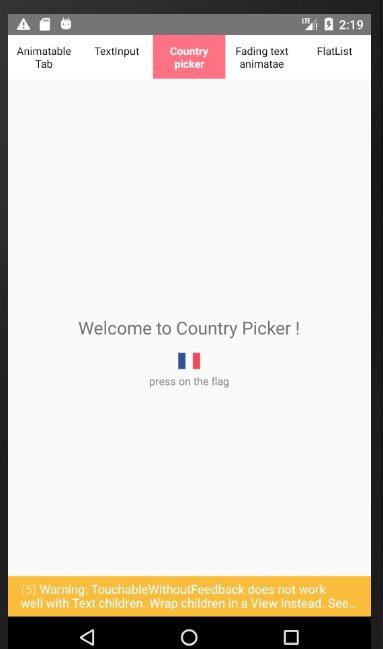 LTE 2:19
Animatable
Tab
TextInput
Country
picker
Fading text
animatae
FlatList
Welcome to Country Picker !
press on the flag
(5) Warning: TouchableWithoutFeedback does not work
well with Text children. Wrap children in a View instead. See...